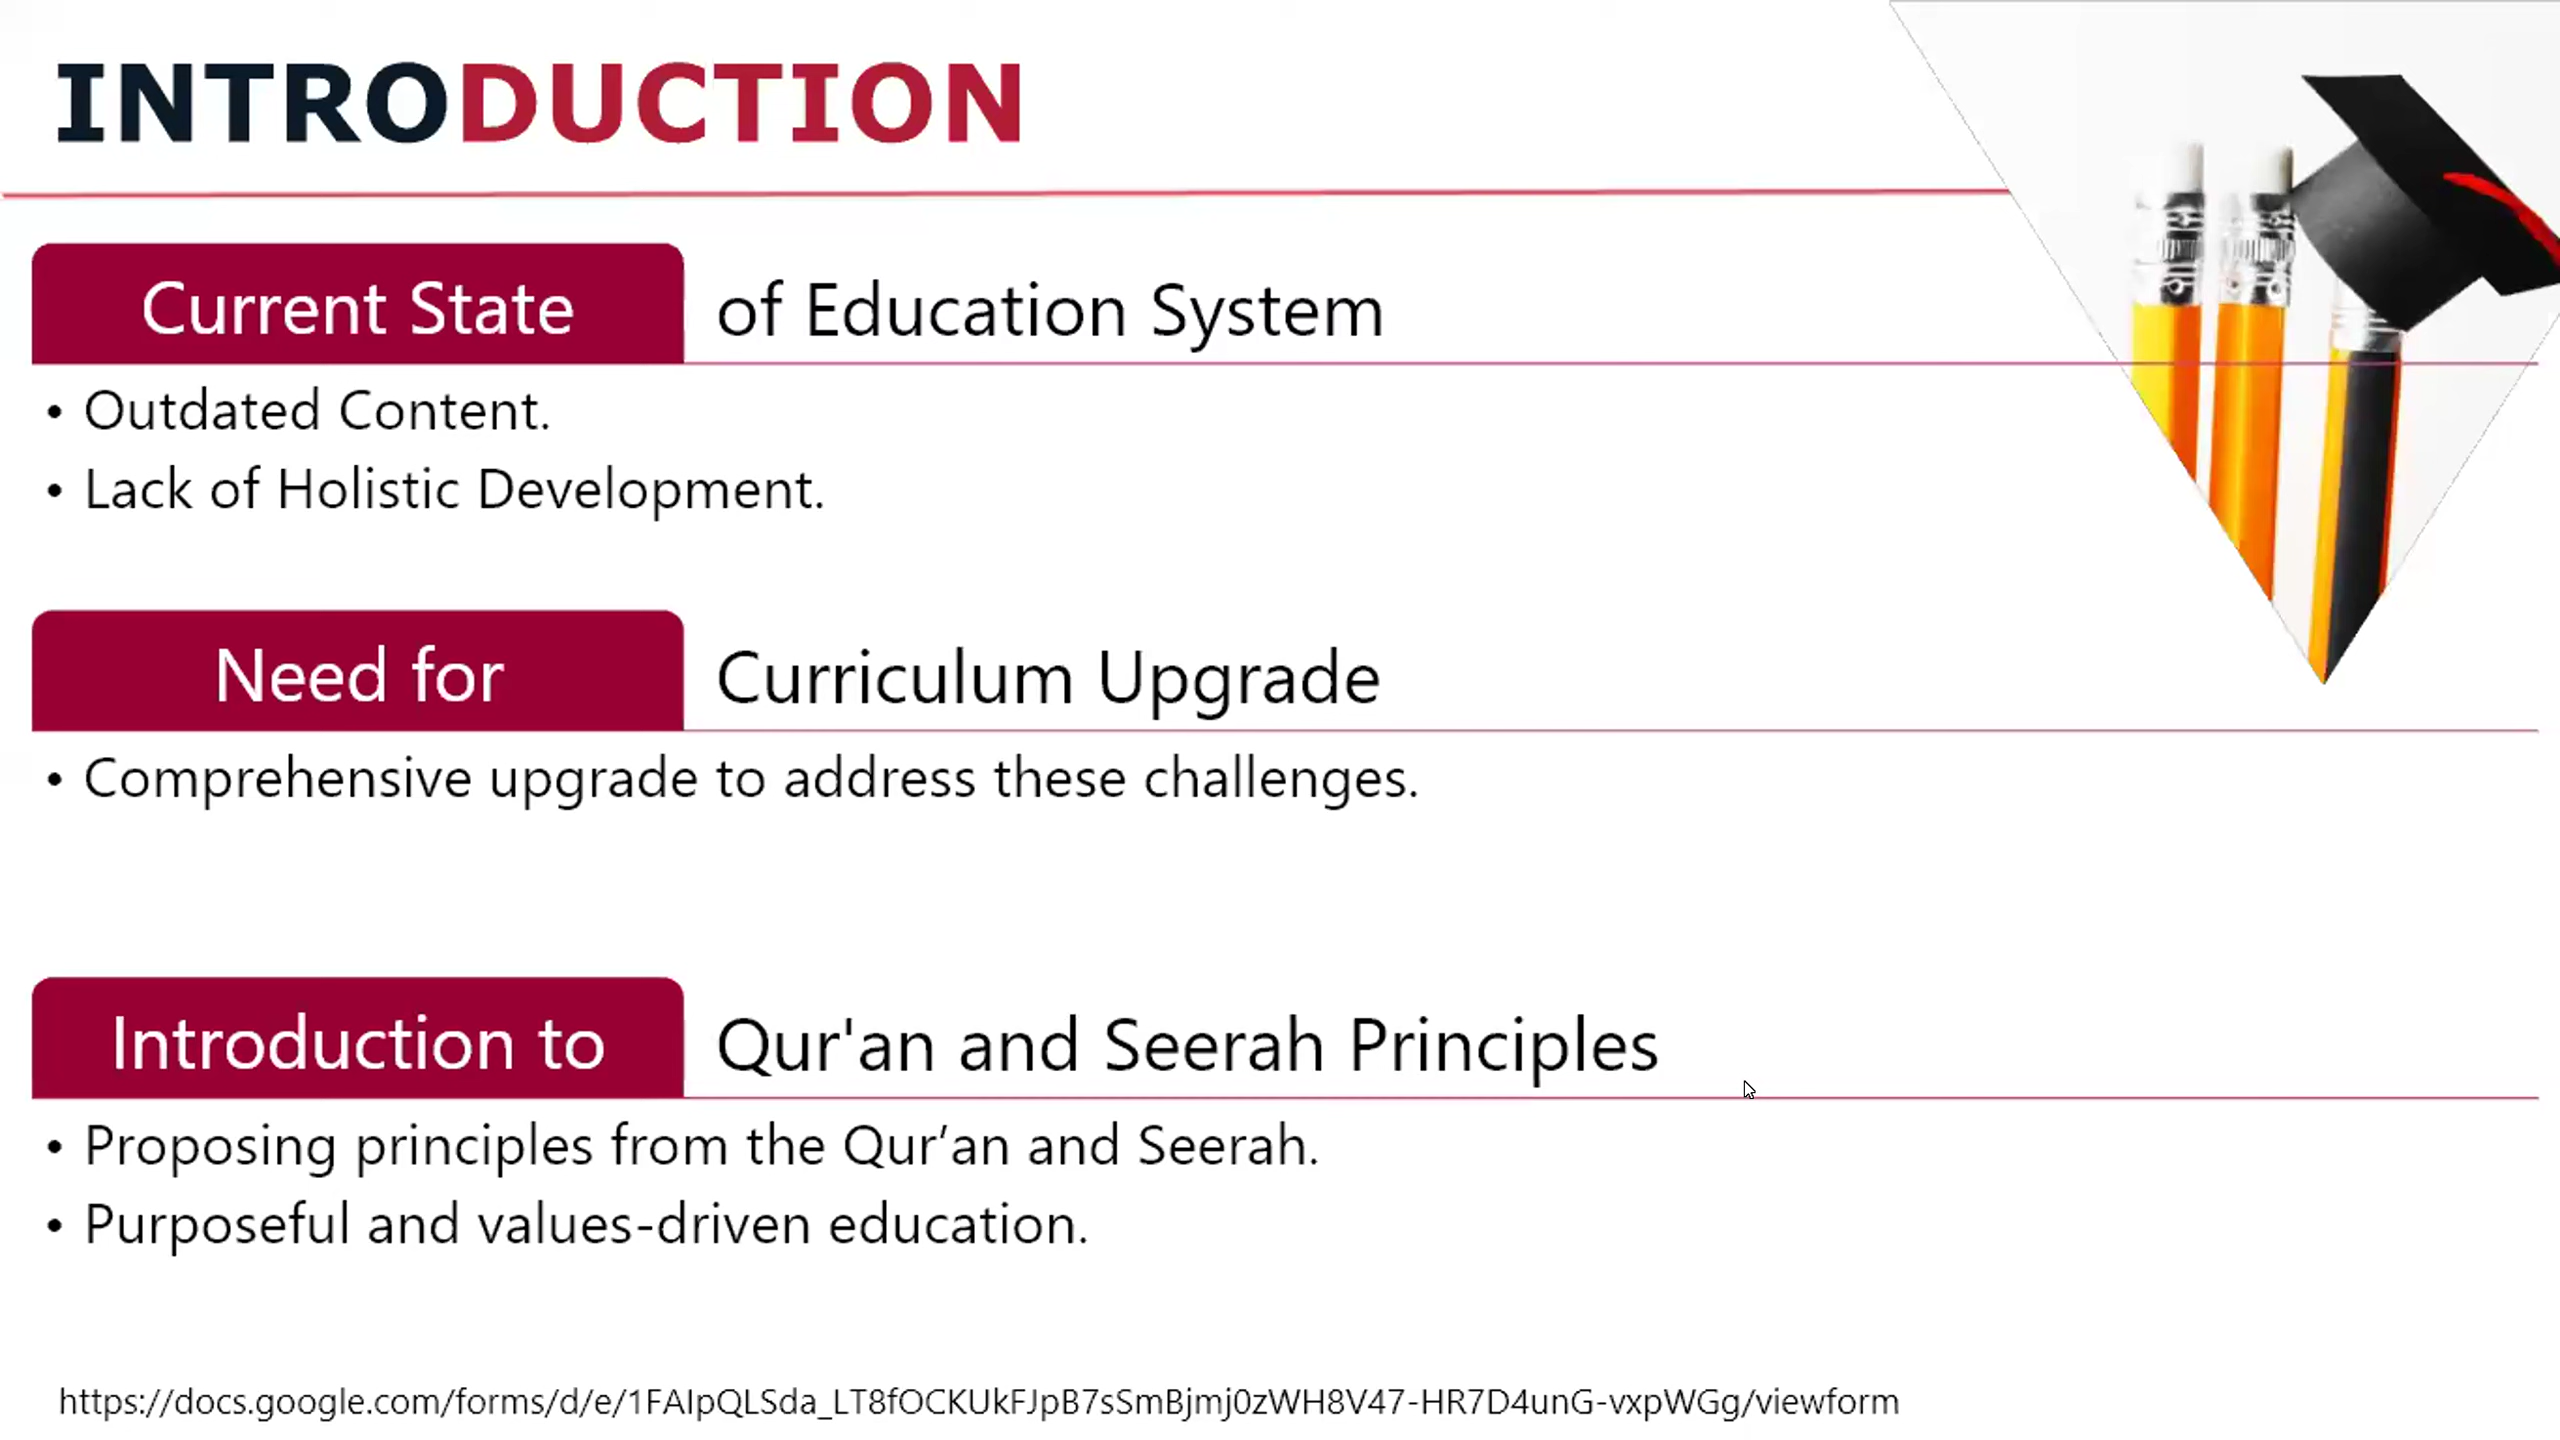 INTRODUCTION
Current State of Education System
• Outdated Content.
• Lack of Holistic Development.
Need for Curriculum Upgrade
• Comprehensive upgrade to address these challenges.
Introduction to Qur'an and Seerah Principles
• Proposing principles from the Qur’an and Seerah.
• Purposeful and values-driven education.
https://docs.google.com/forms/d/e/1FAIpQLSda_LT8fOCKUkFJpB7sSmBjmj0zWH8V47-HR7D4unG-vxpWGg/viewform